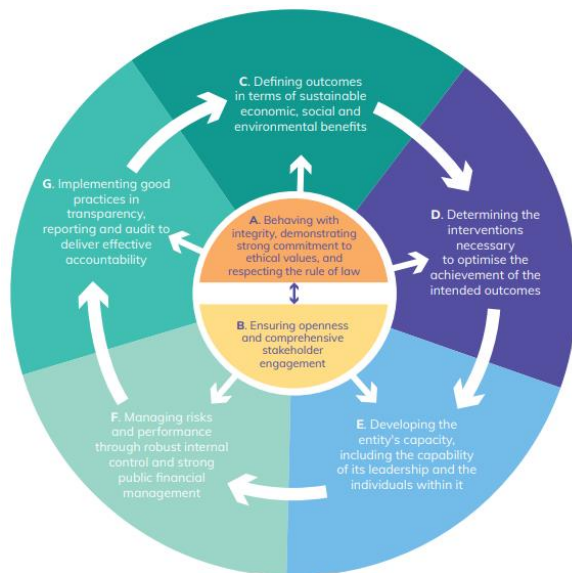 C. Defining outcomes
in terms of sustainable
economic, social and
environmental benefits
G. Implementing good
practices in
transparency,
reporting and audit to
deliver effective
accountability
A. Behaving with
integrity, demonstrating
strong commitment to
ethical values, and
respecting the rule of law
D. Determining the
interventions
necessary
to optimise the
achievement of the
intended outcomes
B. Ensuring openness
and comprehensive
stakeholder
engagement
F. Managing risks
and performance
through robust internal
control and strong
public financial
management
E. Developing the
entity's capacity,
including the capability
of its leadership and the
individuals within it